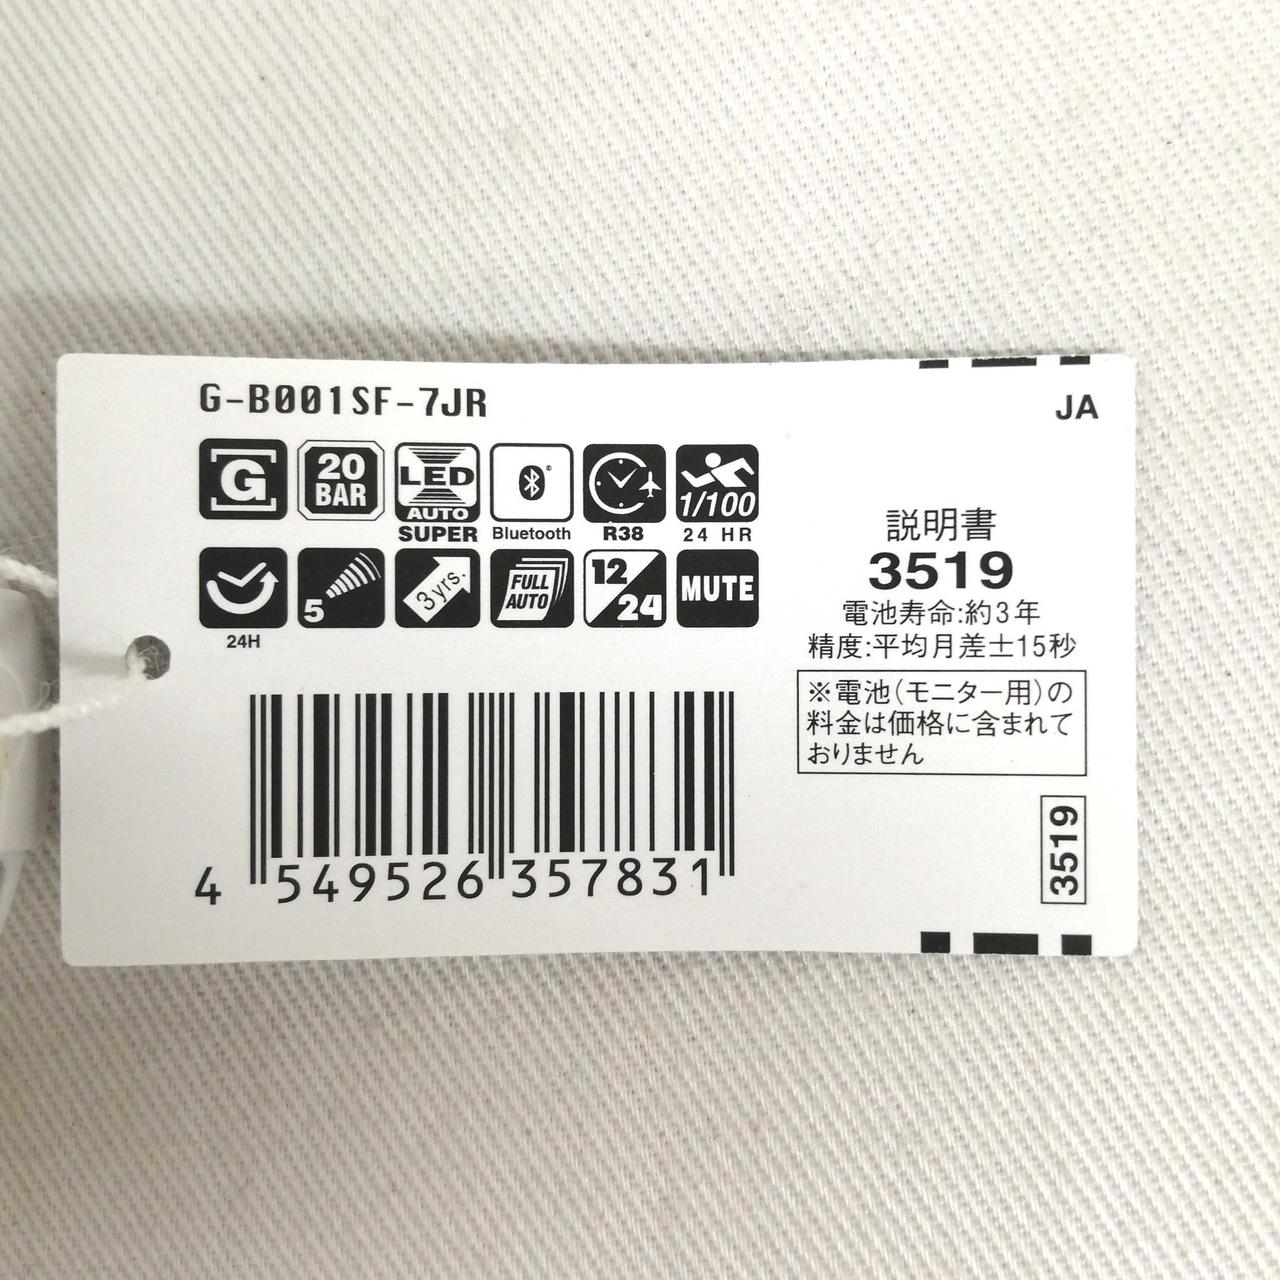 G-B001SF-7JR
JA
G
20
BAR
LED
AUTO
SUPER
Bluetooth
R38
1/100
24 HR
24H
5
3 yrs.
FULL
AUTO
12/24
MUTE
説明書
3519
電池寿命:約3年
精度:平均月差±15秒
※電池(モニター用)の
料金は価格に含まれて
おりません
3519
4 549526 357831